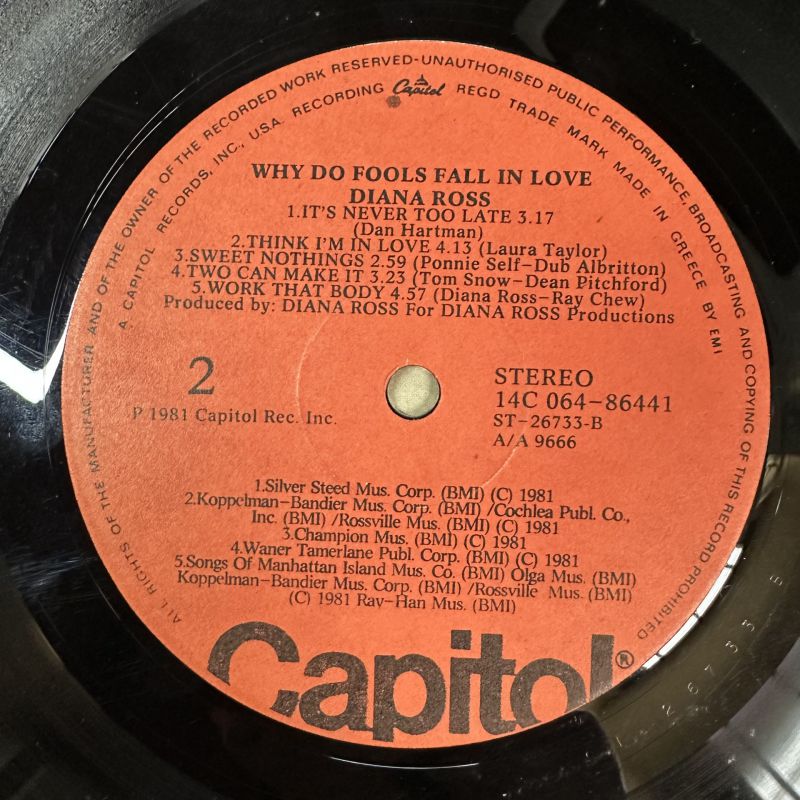 ALL RIGHTS OF THE MANUFACTURER AND OF THE OWNER OF THE RECORDED WORK RESERVED-UNAUTHORISED PUBLIC PERFORMANCE, BROADCASTING AND COPYING OF THIS RECORD PROHIBITED
A CAPITOL RECORDS, INC., U.S.A. RECORDING Capitol REGD TRADE MARK MADE IN GREECE BY EMI
WHY DO FOOLS FALL IN LOVE
DIANA ROSS
1.IT'S NEVER TOO LATE 3.17
(Dan Hartman)
2.THINK I'M IN LOVE 4.13 (Laura Taylor)
3.SWEET NOTHINGS 2.59 (Ponnie Self-Dub Albritton)
4.TWO CAN MAKE IT 3.23 (Tom Snow-Dean Pitchford)
5.WORK THAT BODY 4.57 (Diana Ross-Ray Chew)
Produced by: DIANA ROSS For DIANA ROSS Productions
2
P 1981 Capitol Rec. Inc.
STEREO
14C 064-86441
ST-26733-B
A/A 9666
1.Silver Steed Mus. Corp. (BMI) (C) 1981
2.Koppelman-Bandier Mus. Corp. (BMI) /Cochlea Publ. Co.,
Inc. (BMI) /Rossville Mus. (BMI) (C) 1981
3.Champion Mus. (BMI) (C) 1981
4.Waner Tamerlane Publ. Corp. (BMI) (C) 1981
5.Songs Of Manhattan Island Mus. Co. (BMI) Olga Mus. (BMI)
Koppelman-Bandier Mus. Corp. (BMI) /Rossville Mus. (BMI)
(C) 1981 Ray-Han Mus. (BMI)
Capitol®
26733 B